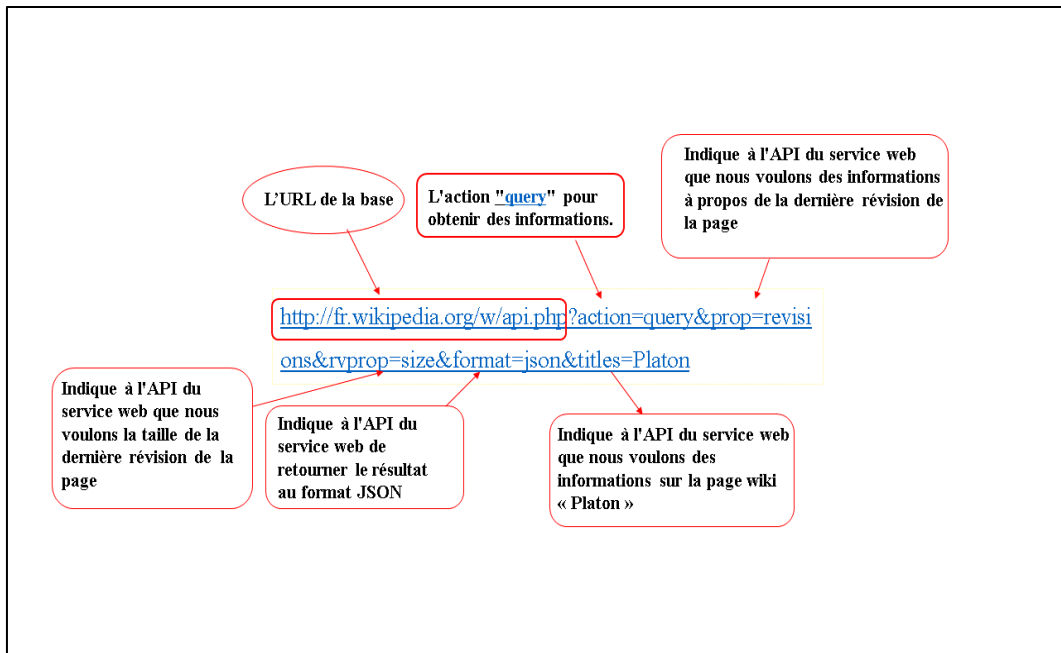 L'URL de la base
L'action "query" pour
obtenir des informations.
Indique à l'API du service web
que nous voulons des informations
à propos de la dernière révision de
la page
http://fr.wikipedia.org/w/api.php?action=query&prop=revisi
ons&rvprop=size&format=json&titles=Platon
Indique à l'API du
service web que nous
voulons la taille de la
dernière révision de la
page
Indique à l'API du
service web de
retourner le résultat
au format JSON
Indique à l'API du service web
que nous voulons des
informations sur la page wiki
« Platon »